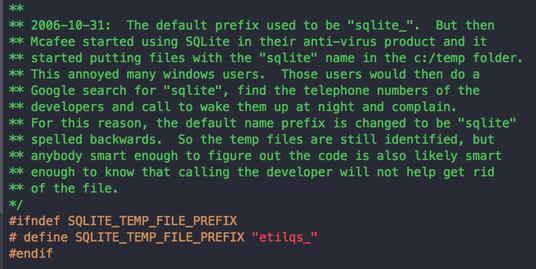 **
** 2006-10-31:  The default prefix used to be "sqlite_".  But then
** Mcafee started using SQLite in their anti-virus product and it
** started putting files with the "sqlite" name in the c:/temp folder.
** This annoyed many windows users.  Those users would then do a
** Google search for "sqlite", find the telephone numbers of the
** developers and call to wake them up at night and complain.
** For this reason, the default name prefix is changed to be "sqlite"
** spelled backwards.  So the temp files are still identified, but
** anybody smart enough to figure out the code is also likely smart
** enough to know that calling the developer will not help get rid
** of the file.
*/
#ifndef SQLITE_TEMP_FILE_PREFIX
# define SQLITE_TEMP_FILE_PREFIX "etilqs_"
#endif